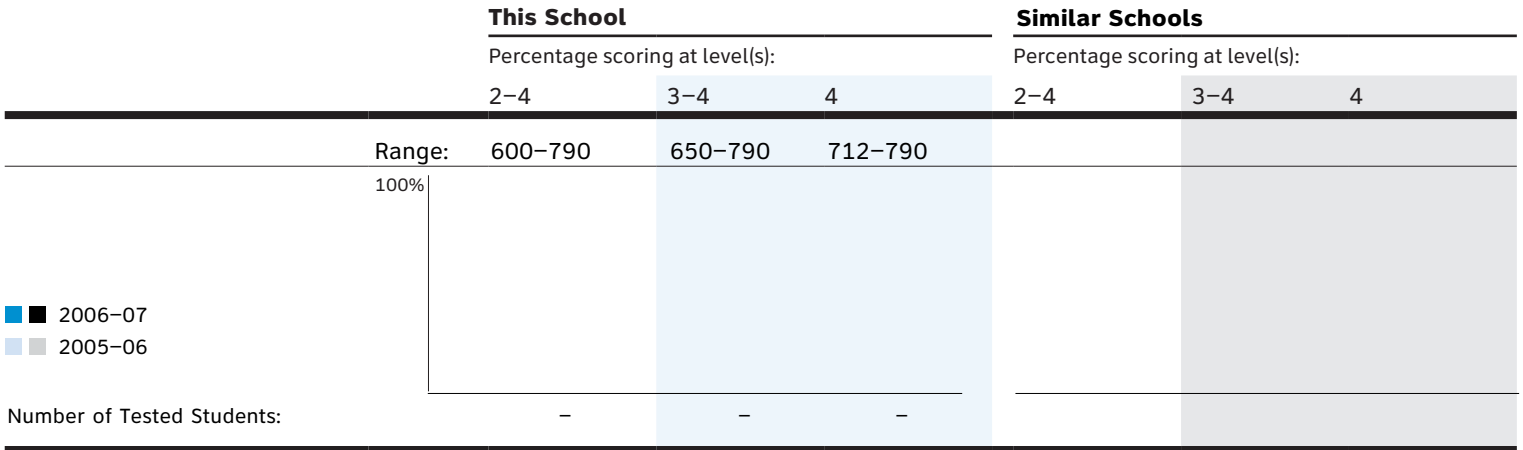 This School Similar Schools
Percentage scoring at level(s): Percentage scoring at level(s):
2–4 3–4 4 2–4 3–4 4
Range: 600–790 650–790 712–790
100%
2006–07
2005–06
Number of Tested Students: – – –